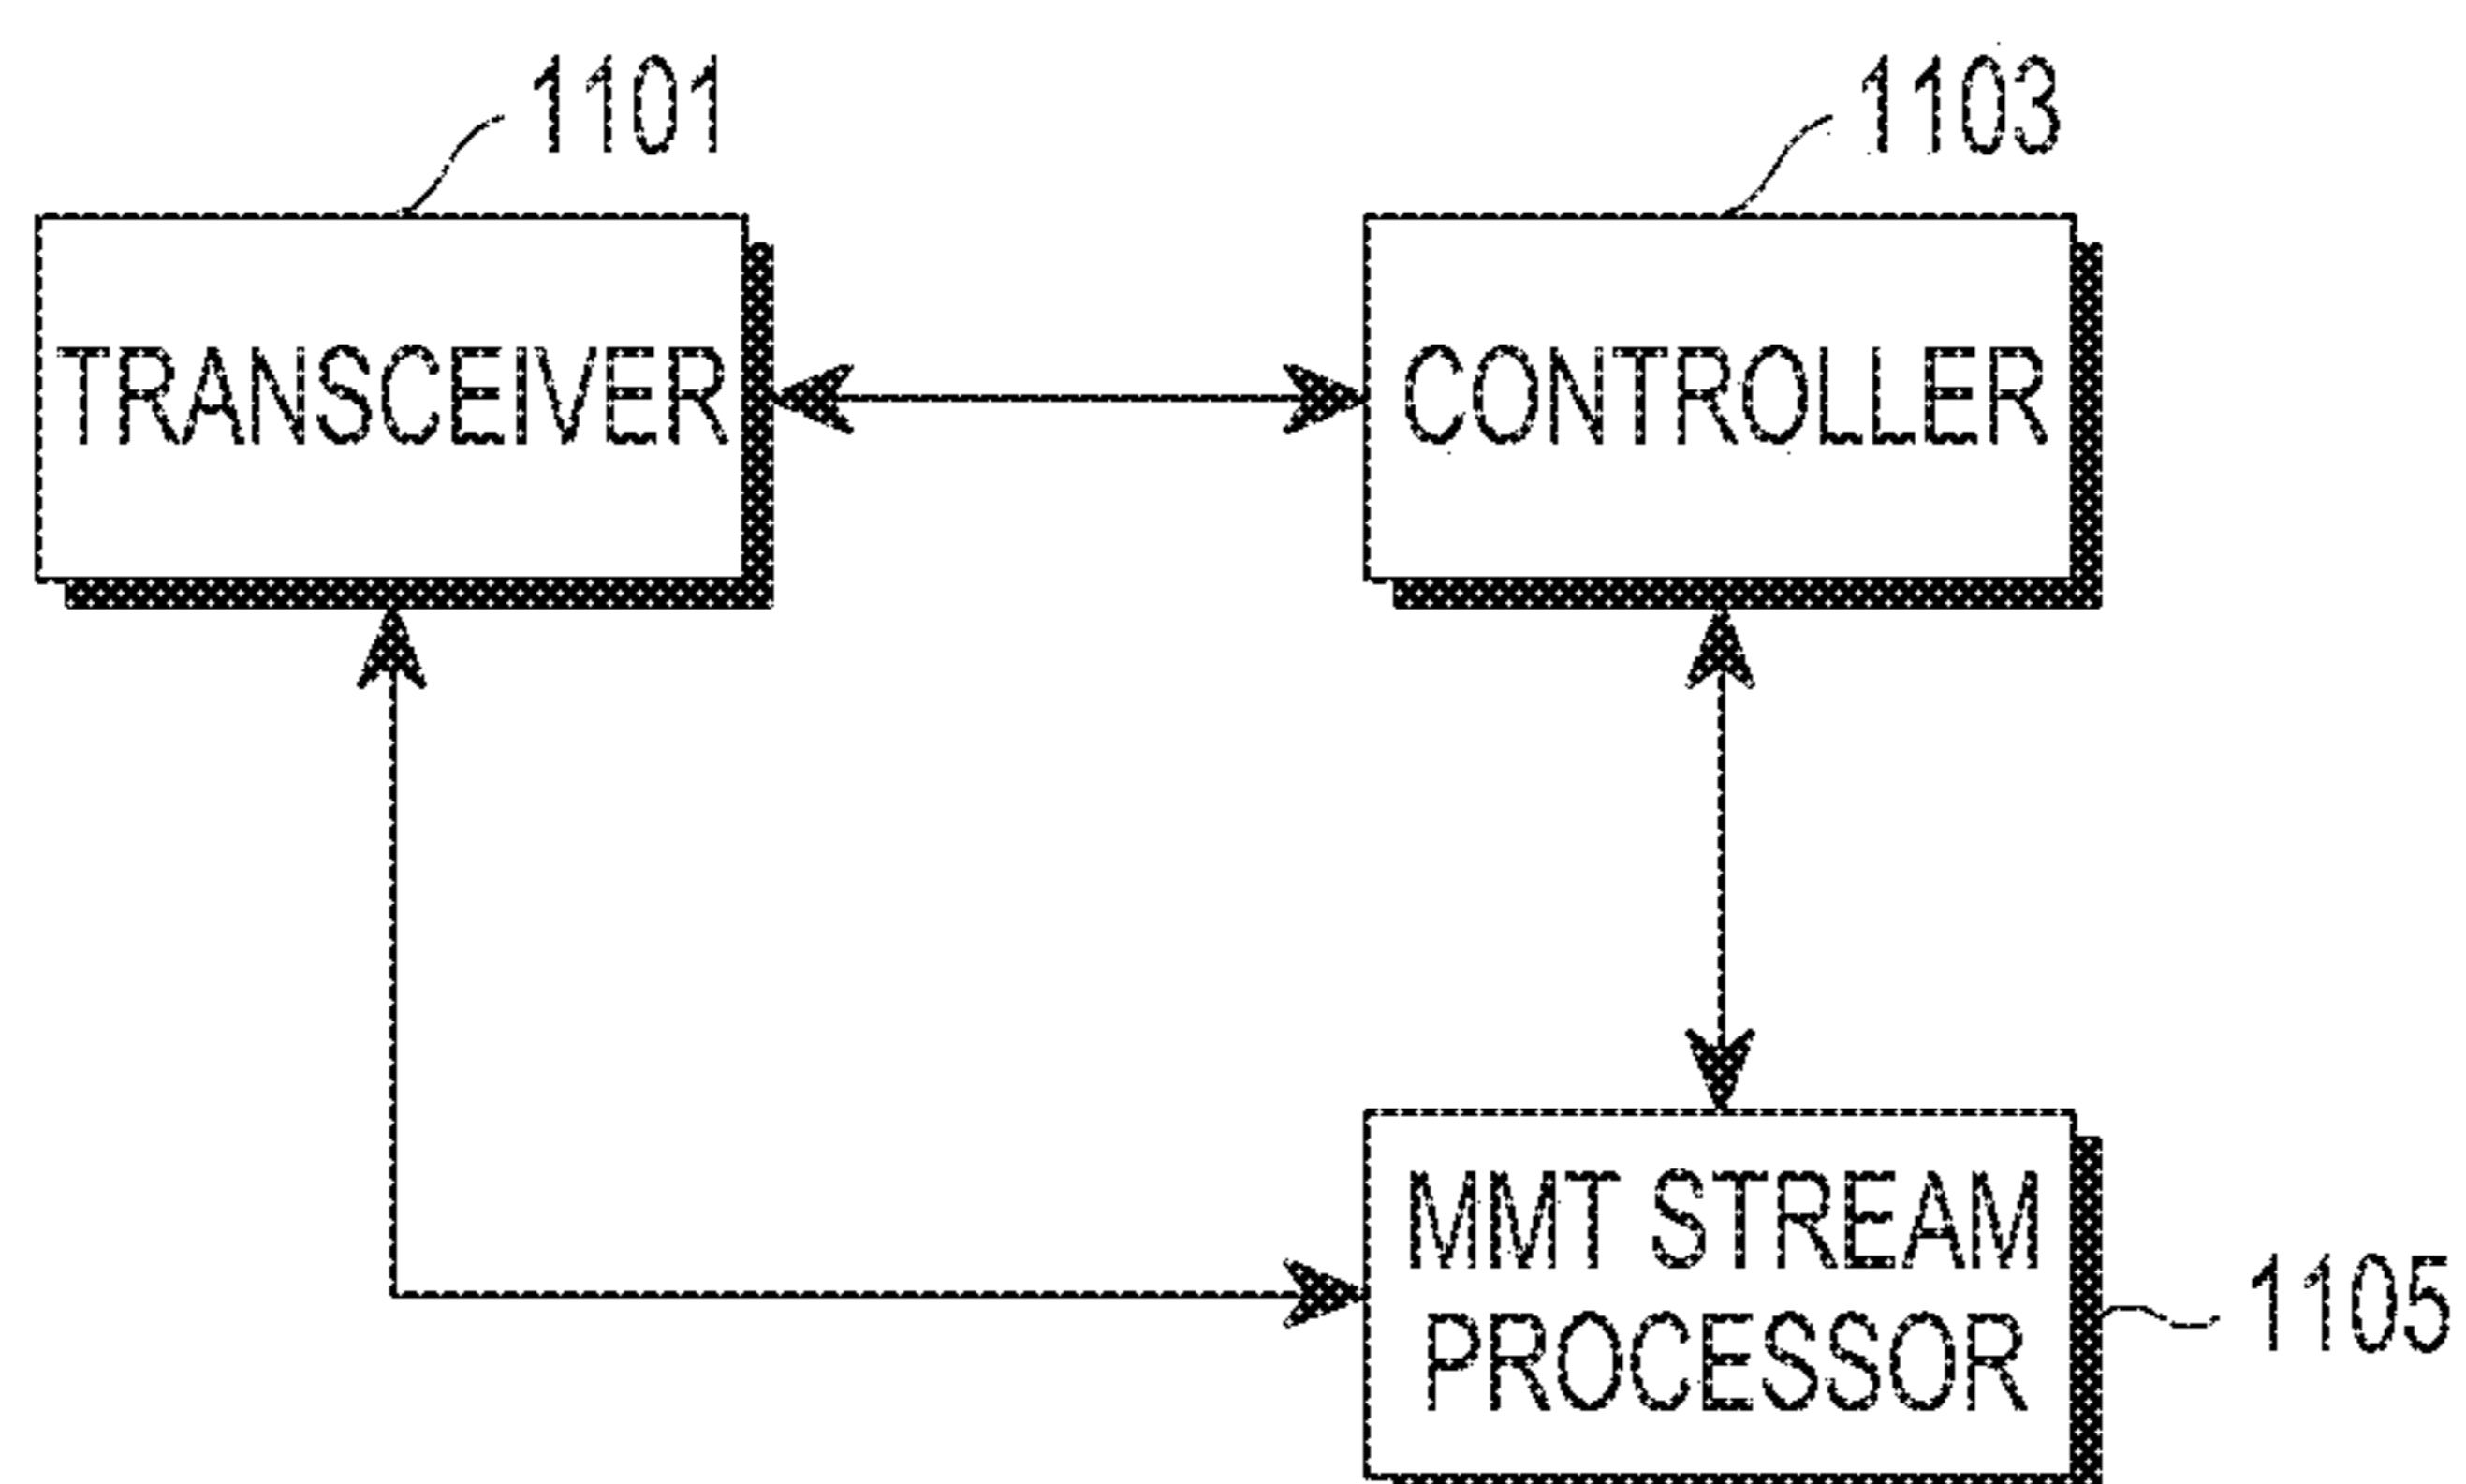 1101
1103
TRANSCEIVER
CONTROLLER
MMT STREAM
PROCESSOR
1105